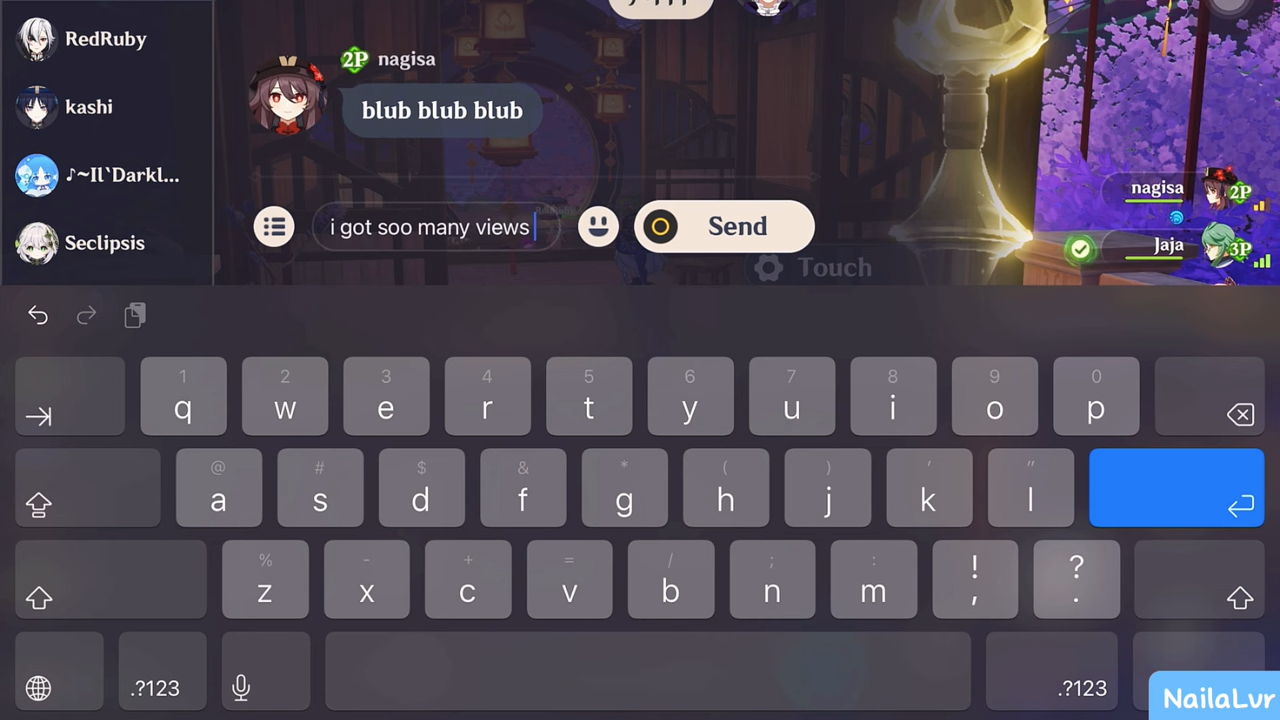 RedRuby
kashi
♪~Il`Darkl...
Seclipsis
2P nagisa
blub blub blub
i got soo many views
Send
Touch
nagisa 2P
Jaja 3P
1 2 3 4 5 6 7 8 9 0
q w e r t y u i o p
@ # $ & * ( ) ' "
a s d f g h j k l
% - + = / ; : ! ?
z x c v b n m , .
.?123 .?123
NailaLvr